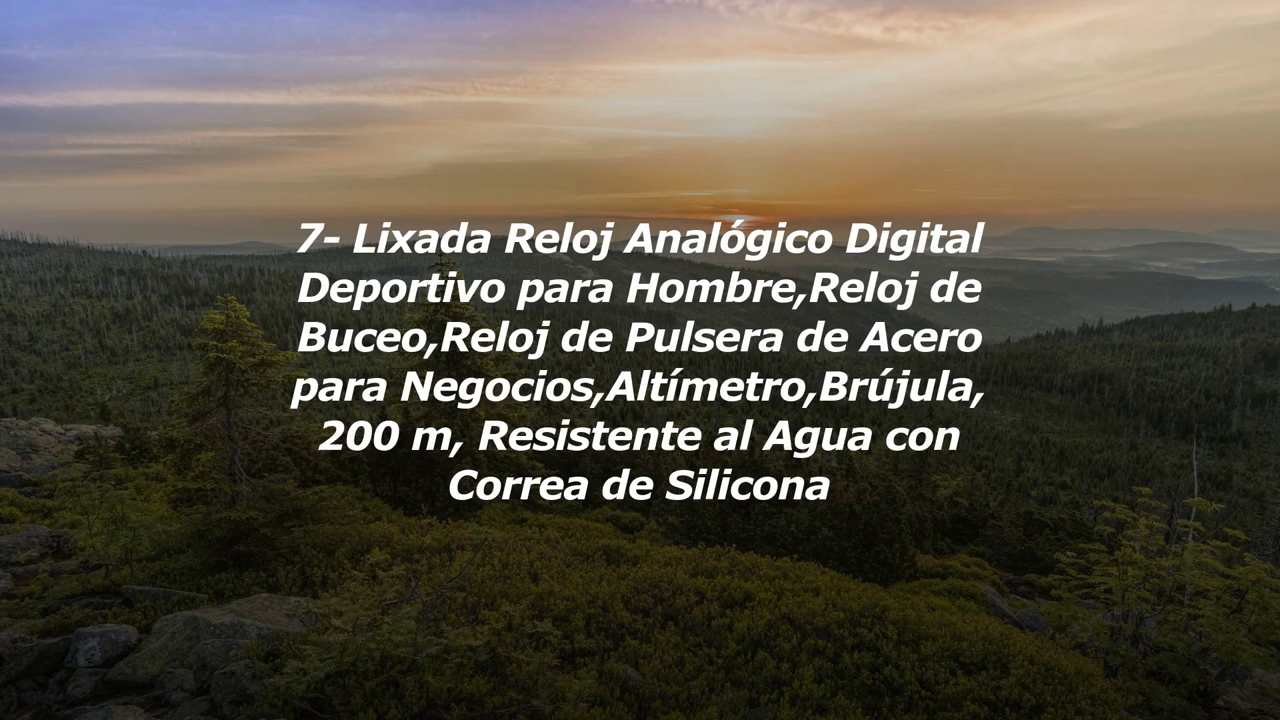 7- Lixada Reloj Analógico Digital
Deportivo para Hombre,Reloj de
Buceo,Reloj de Pulsera de Acero
para Negocios,Altímetro,Brújula,
200 m, Resistente al Agua con
Correa de Silicona